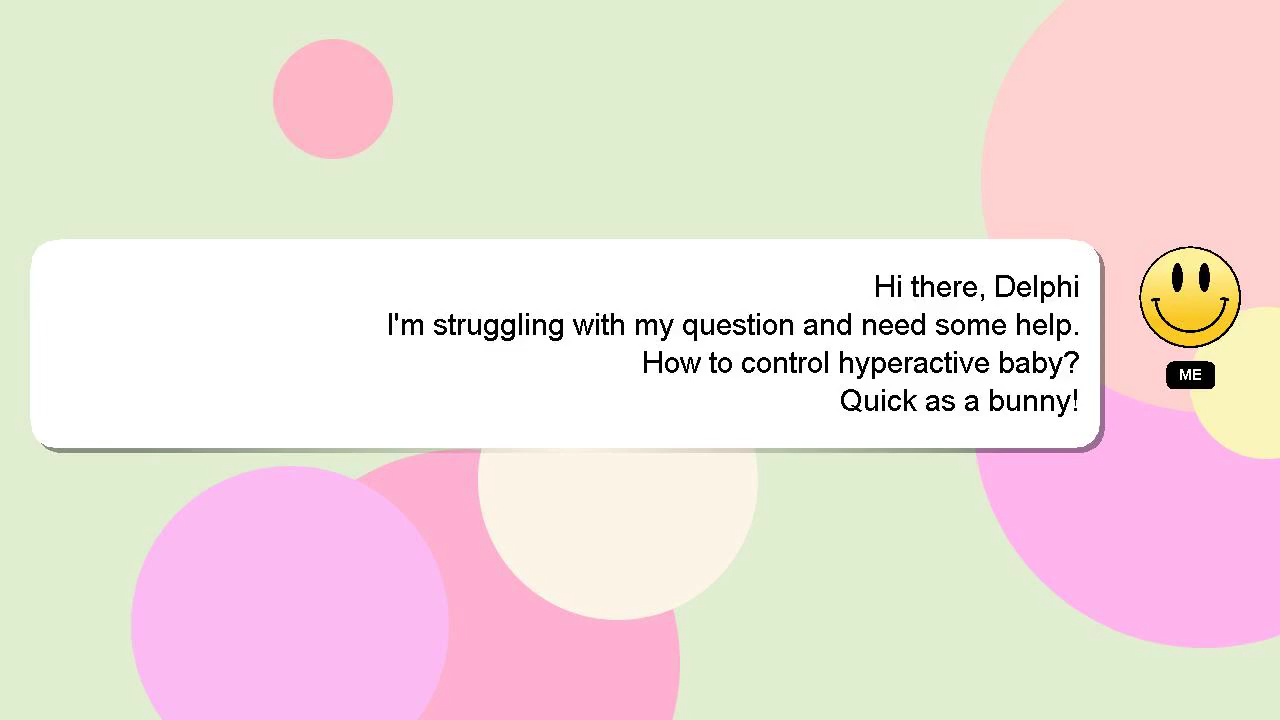 Hi there, Delphi
I'm struggling with my question and need some help.
How to control hyperactive baby?
Quick as a bunny!
ME